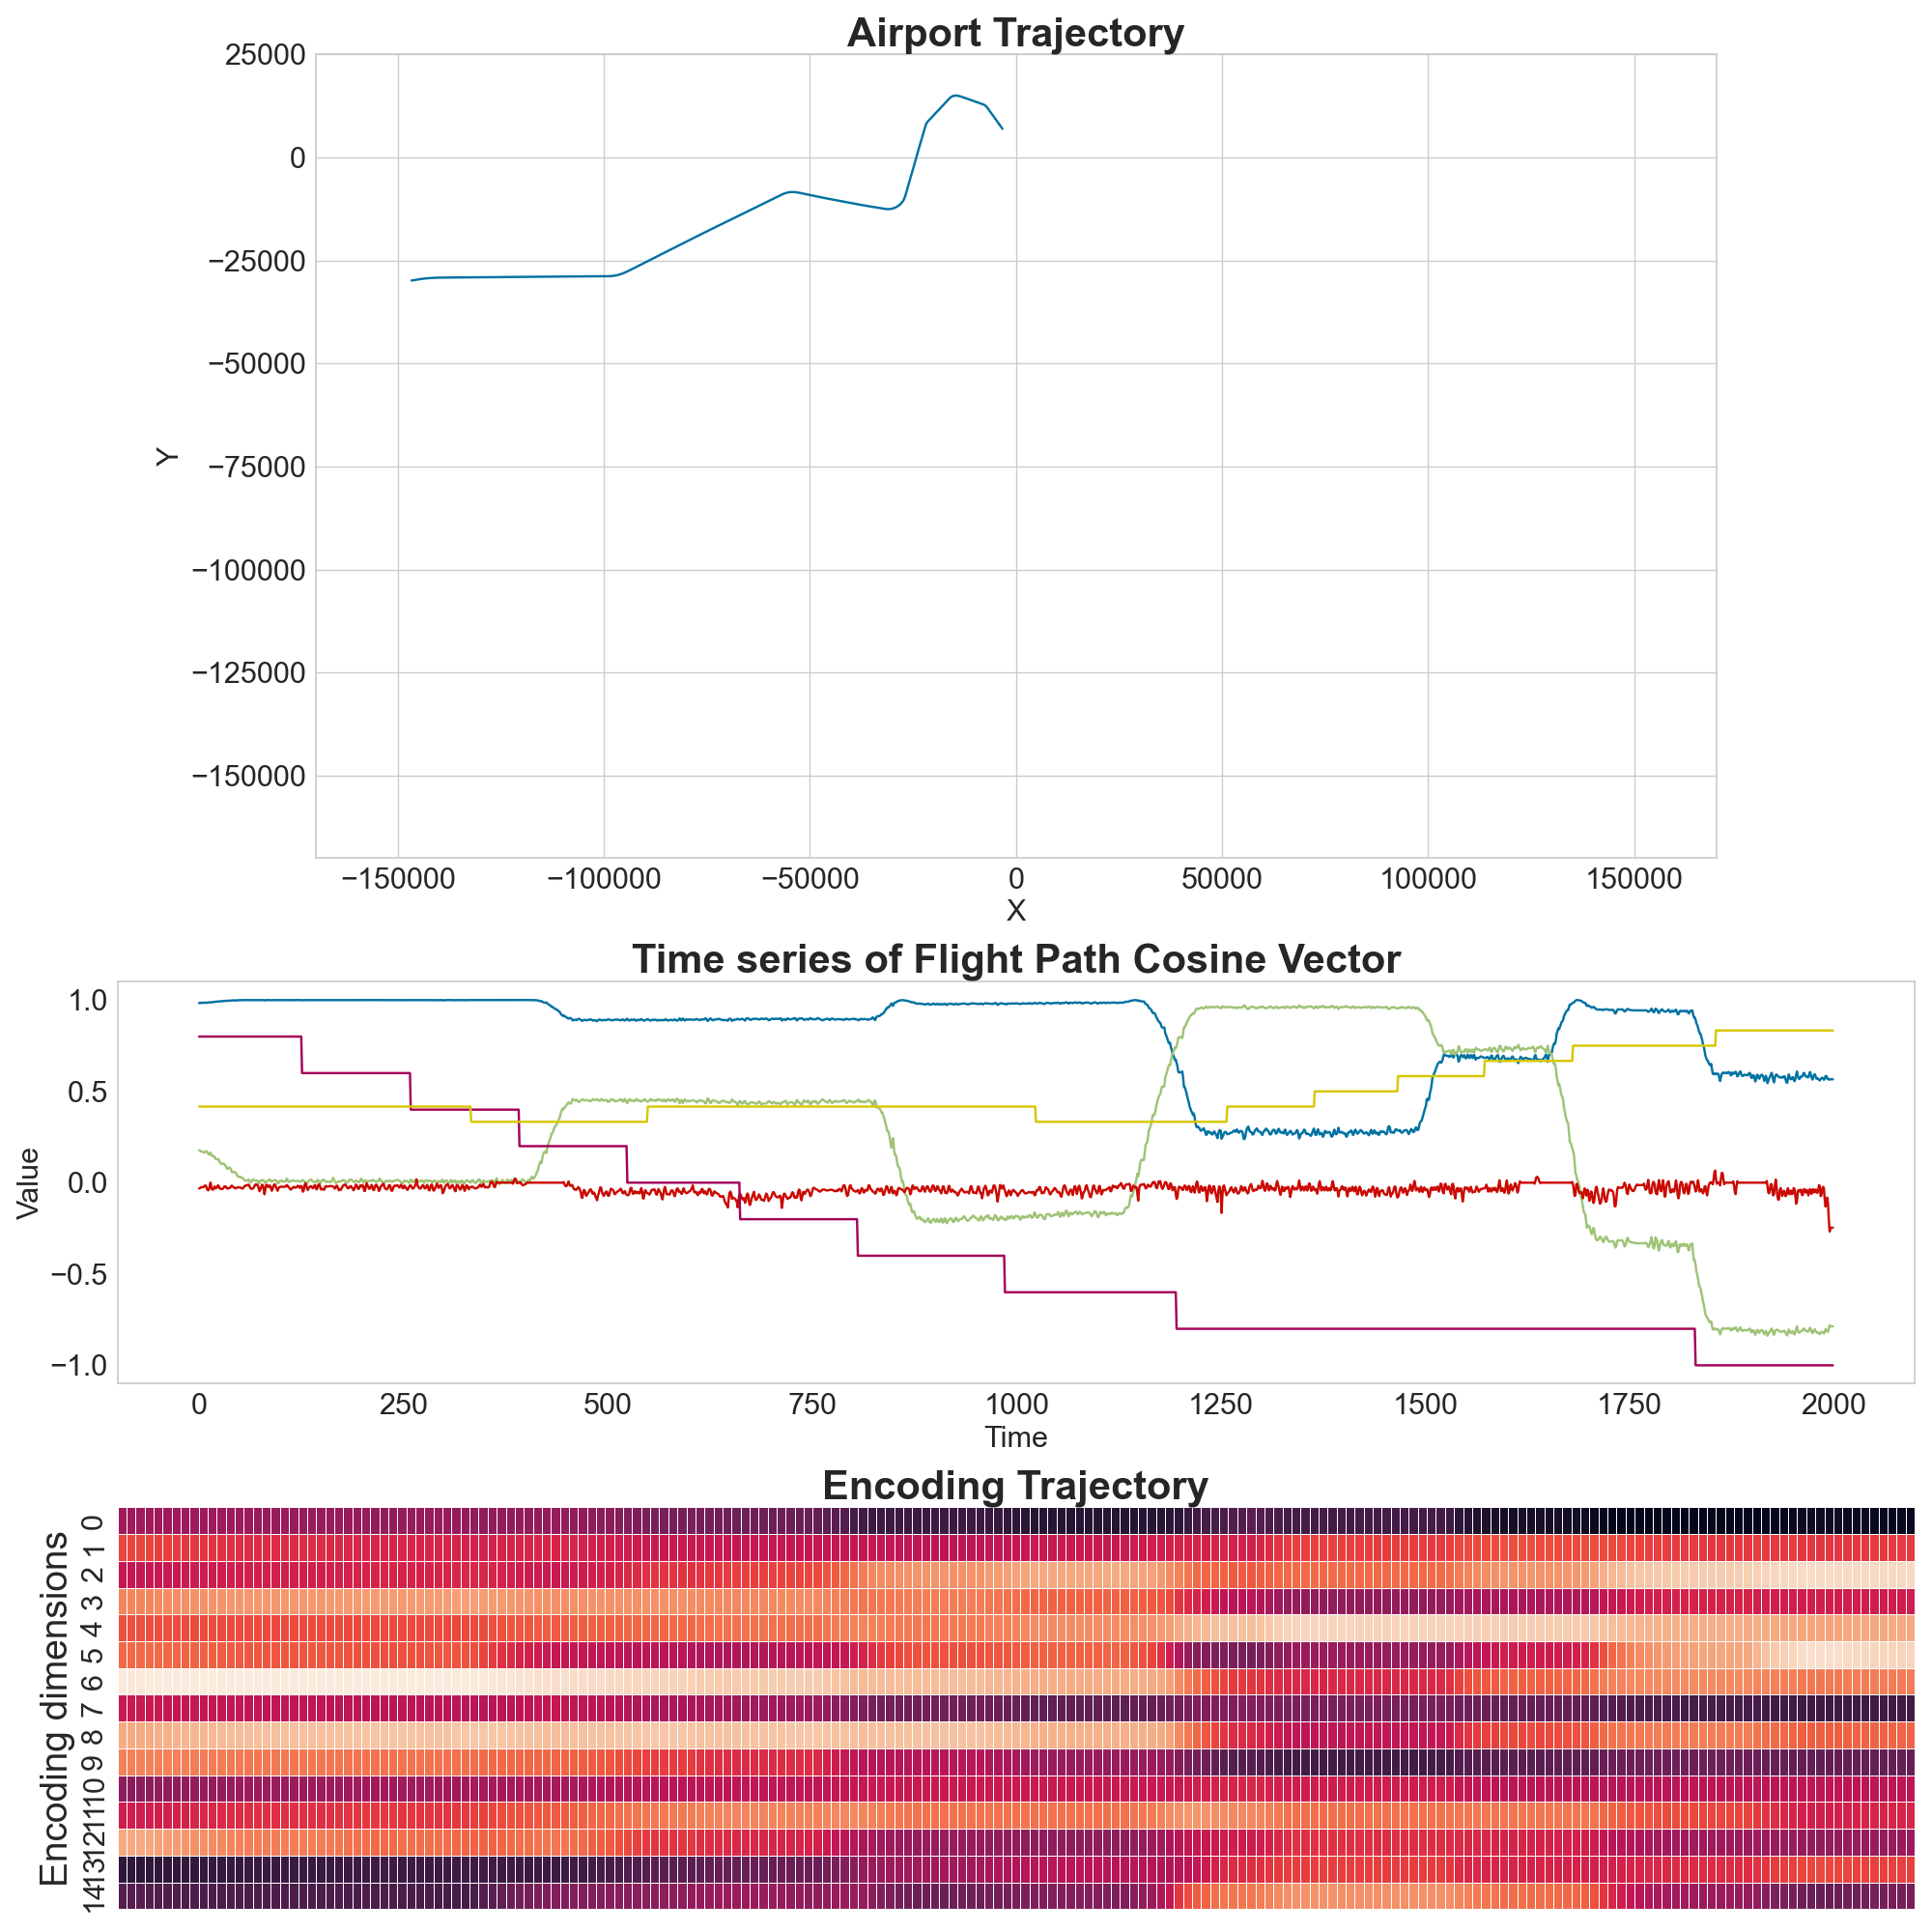 Airport Trajectory
25000
0
−25000
−50000
−75000
−100000
−125000
−150000
Y
−150000 −100000 −50000 0 50000 100000 150000
X
Time series of Flight Path Cosine Vector
1.0
0.5
0.0
−0.5
−1.0
Value
0 250 500 750 1000 1250 1500 1750 2000
Time
Encoding Trajectory
Encoding dimensions
0
1
2
3
4
5
6
7
8
9
10
11
12
13
14